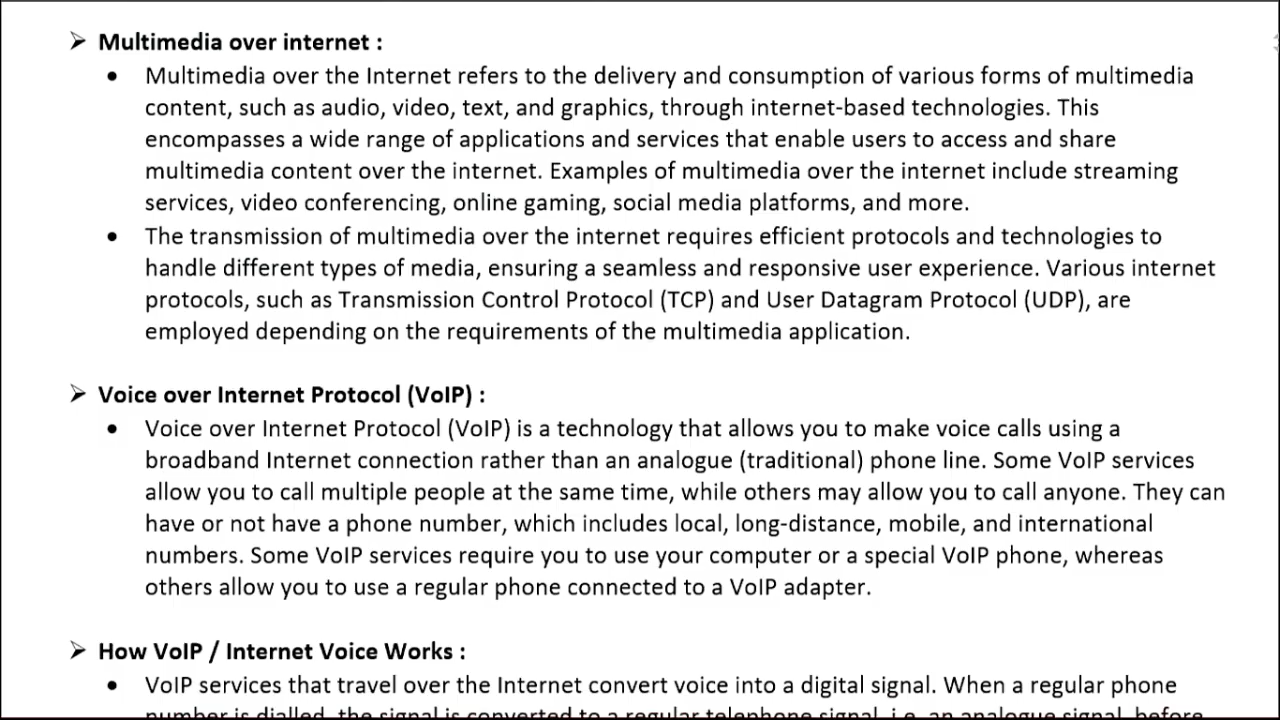 ➢ Multimedia over internet :
• Multimedia over the Internet refers to the delivery and consumption of various forms of multimedia
content, such as audio, video, text, and graphics, through internet-based technologies. This
encompasses a wide range of applications and services that enable users to access and share
multimedia content over the internet. Examples of multimedia over the internet include streaming
services, video conferencing, online gaming, social media platforms, and more.
• The transmission of multimedia over the internet requires efficient protocols and technologies to
handle different types of media, ensuring a seamless and responsive user experience. Various internet
protocols, such as Transmission Control Protocol (TCP) and User Datagram Protocol (UDP), are
employed depending on the requirements of the multimedia application.
➢ Voice over Internet Protocol (VoIP) :
• Voice over Internet Protocol (VoIP) is a technology that allows you to make voice calls using a
broadband Internet connection rather than an analogue (traditional) phone line. Some VoIP services
allow you to call multiple people at the same time, while others may allow you to call anyone. They can
have or not have a phone number, which includes local, long-distance, mobile, and international
numbers. Some VoIP services require you to use your computer or a special VoIP phone, whereas
others allow you to use a regular phone connected to a VoIP adapter.
➢ How VoIP / Internet Voice Works :
• VoIP services that travel over the Internet convert voice into a digital signal. When a regular phone
number is dialled, the signal is converted to a regular telephone signal, i.e. an analogue signal, before